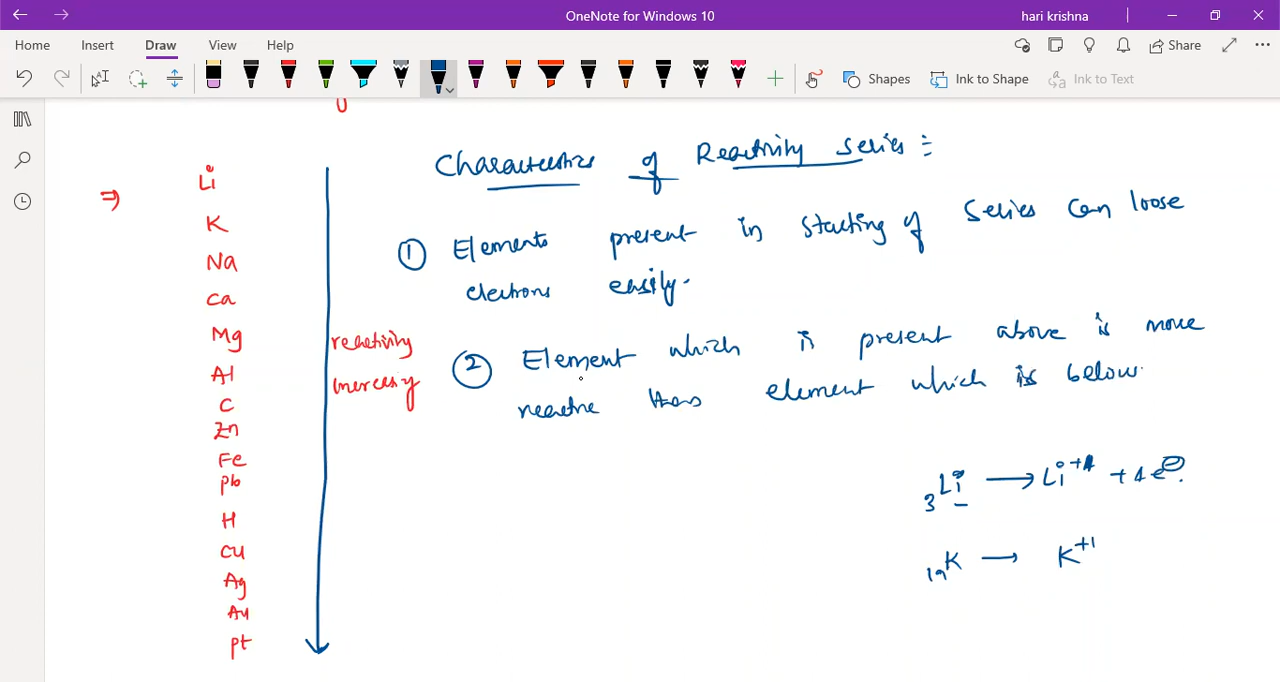 OneNote for Windows 10
hari krishna
Home Insert Draw View Help
Share
Shapes
Ink to Shape
Ink to Text
Characteristics of Reactivity Series :-
⇒ Li
K
Na
Ca
Mg
Al
C
Zn
Fe
Pb
H
Cu
Ag
Au
pt
reactivity
① Elements present in starting of Series can loose
electrons easily.
② Element which is present above is more
reactive than element which is below.
₃Li → Li⁺¹ + 1e⊖.
₁₉K → K⁺¹